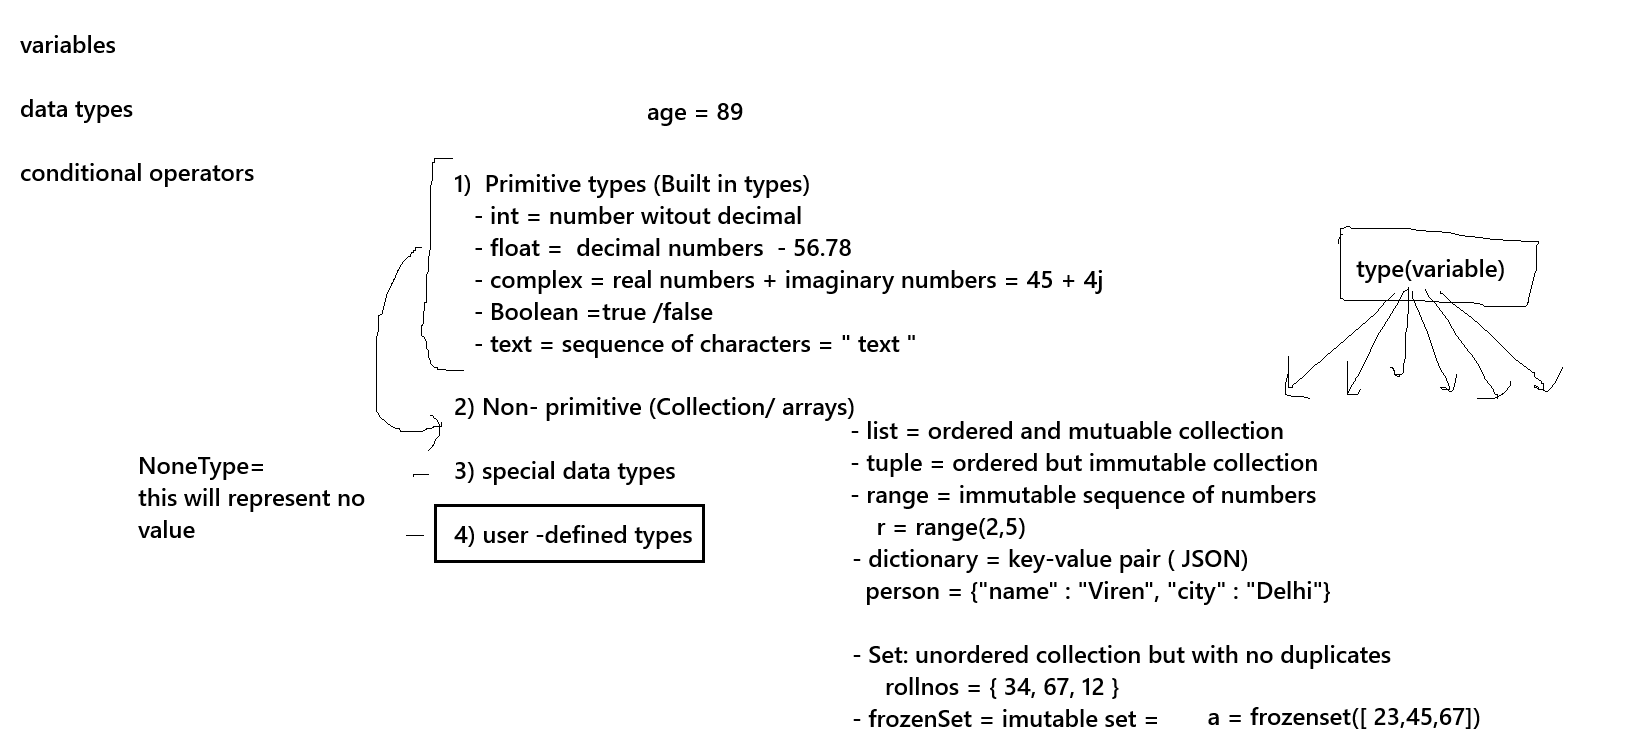 variables
data types
conditional operators
age = 89
1)  Primitive types (Built in types)
- int = number witout decimal
- float =  decimal numbers  - 56.78
- complex = real numbers + imaginary numbers = 45 + 4j
- Boolean =true /false
- text = sequence of characters = " text "
2) Non- primitive (Collection/ arrays)
3) special data types
4) user -defined types
NoneType=
this will represent no
value
type(variable)
- list = ordered and mutuable collection
- tuple = ordered but immutable collection
- range = immutable sequence of numbers
r = range(2,5)
- dictionary = key-value pair ( JSON)
person = {"name" : "Viren", "city" : "Delhi"}
- Set: unordered collection but with no duplicates
rollnos = { 34, 67, 12 }
- frozenSet = imutable set =      a = frozenset([ 23,45,67])